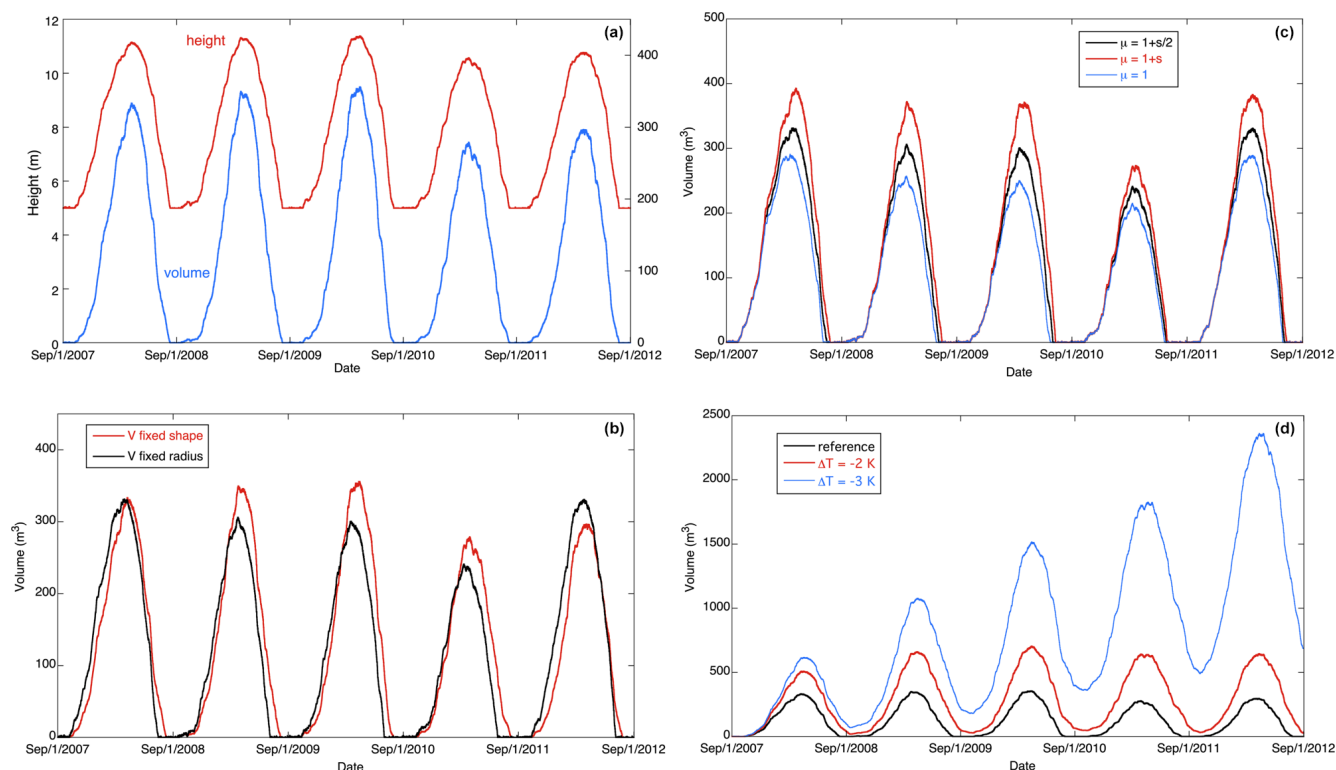 (a)
height
volume
Height (m)
12
10
8
6
4
2
0
400
300
200
100
0
Sep/1/2007 Sep/1/2008 Sep/1/2009 Sep/1/2010 Sep/1/2011 Sep/1/2012
Date
(c)
μ = 1+s/2
μ = 1+s
μ = 1
Volume (m³)
500
400
300
200
100
0
Sep/1/2007 Sep/1/2008 Sep/1/2009 Sep/1/2010 Sep/1/2011 Sep/1/2012
Date
(b)
V fixed shape
V fixed radius
Volume (m³)
400
300
200
100
0
Sep/1/2007 Sep/1/2008 Sep/1/2009 Sep/1/2010 Sep/1/2011 Sep/1/2012
Date
(d)
reference
ΔT = -2 K
ΔT = -3 K
Volume (m³)
2500
2000
1500
1000
500
0
Sep/1/2007 Sep/1/2008 Sep/1/2009 Sep/1/2010 Sep/1/2011 Sep/1/2012
Date